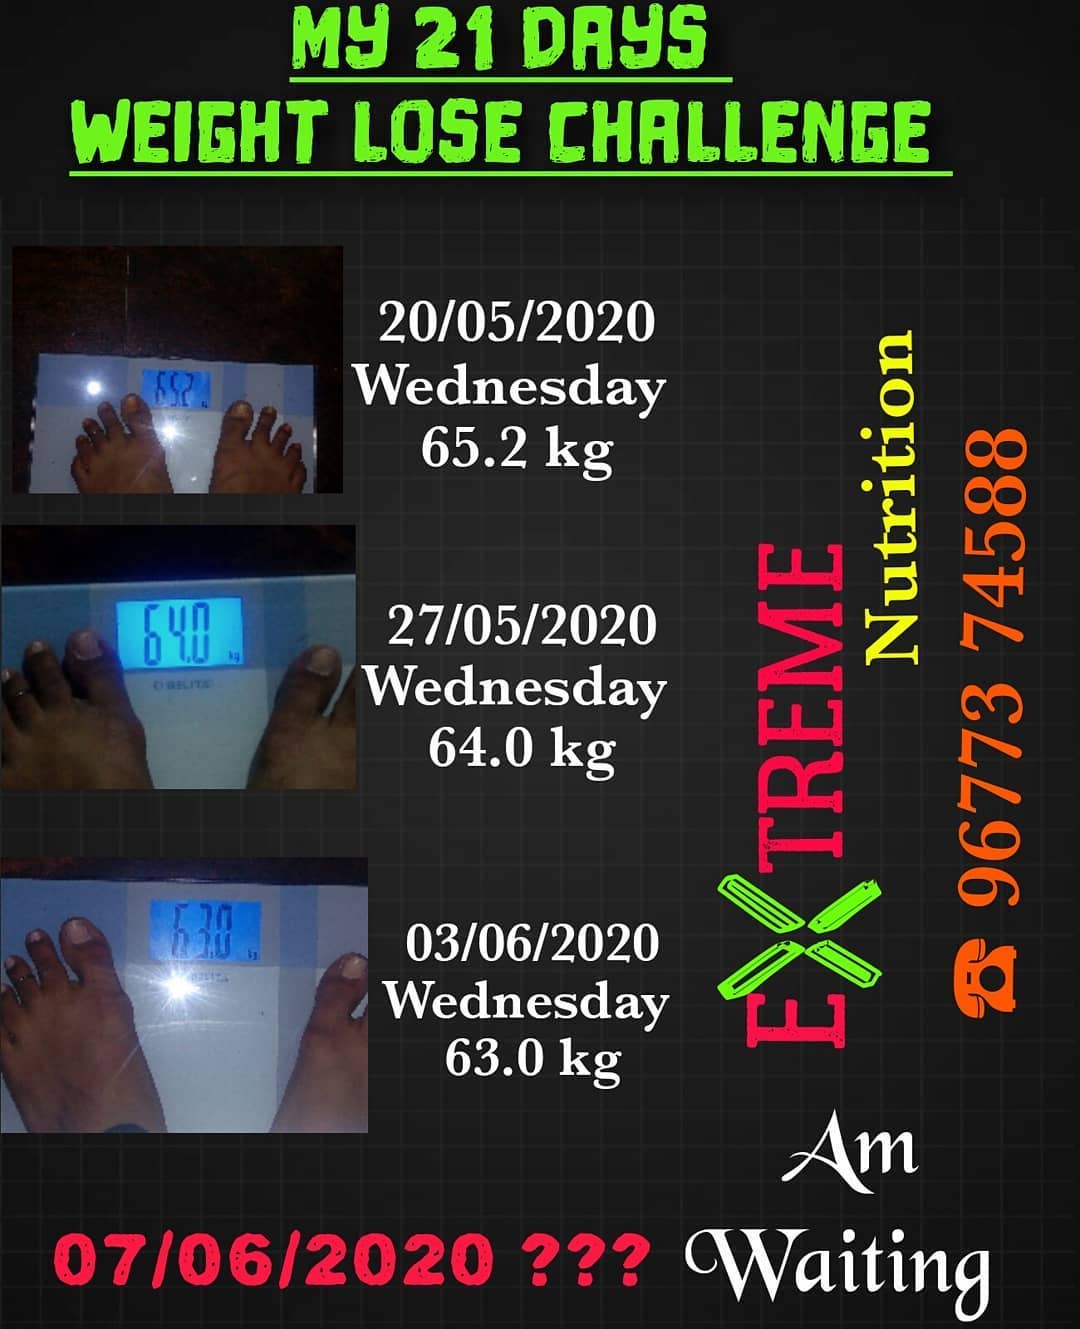 MY 21 DAYS
WEIGHT LOSE CHALLENGE
65.2
20/05/2020
Wednesday
65.2 kg
64.0 kg
BELITA
27/05/2020
Wednesday
64.0 kg
63.0 kg
03/06/2020
Wednesday
63.0 kg
EXTREME
Nutrition
☎ 96773 74588
07/06/2020 ???
Am
Waiting